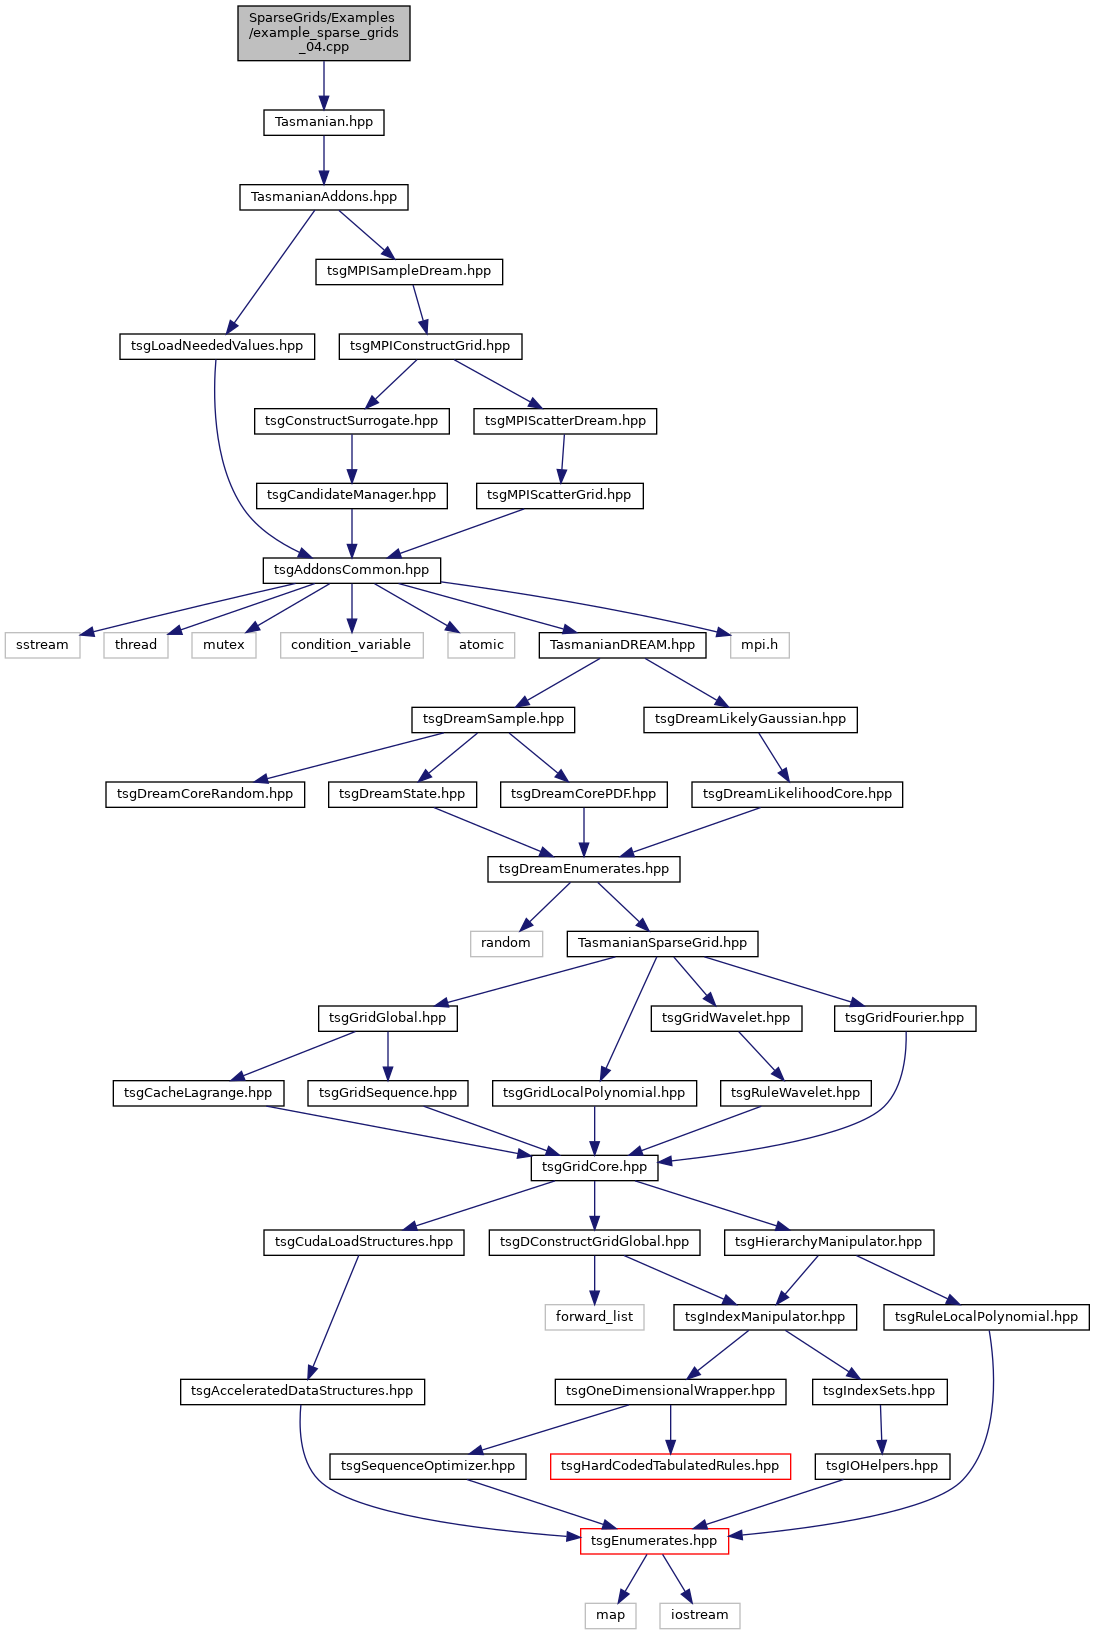 SparseGrids/Examples
/example_sparse_grids
_04.cpp
Tasmanian.hpp
TasmanianAddons.hpp
tsgMPISampleDream.hpp
tsgLoadNeededValues.hpp
tsgMPIConstructGrid.hpp
tsgConstructSurrogate.hpp
tsgMPIScatterDream.hpp
tsgCandidateManager.hpp
tsgMPIScatterGrid.hpp
tsgAddonsCommon.hpp
sstream
thread
mutex
condition_variable
atomic
TasmanianDREAM.hpp
mpi.h
tsgDreamSample.hpp
tsgDreamLikelyGaussian.hpp
tsgDreamCoreRandom.hpp
tsgDreamState.hpp
tsgDreamCorePDF.hpp
tsgDreamLikelihoodCore.hpp
tsgDreamEnumerates.hpp
random
TasmanianSparseGrid.hpp
tsgGridGlobal.hpp
tsgGridWavelet.hpp
tsgGridFourier.hpp
tsgCacheLagrange.hpp
tsgGridSequence.hpp
tsgGridLocalPolynomial.hpp
tsgRuleWavelet.hpp
tsgGridCore.hpp
tsgCudaLoadStructures.hpp
tsgDConstructGridGlobal.hpp
tsgHierarchyManipulator.hpp
forward_list
tsgIndexManipulator.hpp
tsgRuleLocalPolynomial.hpp
tsgAcceleratedDataStructures.hpp
tsgOneDimensionalWrapper.hpp
tsgIndexSets.hpp
tsgSequenceOptimizer.hpp
tsgHardCodedTabulatedRules.hpp
tsgIOHelpers.hpp
tsgEnumerates.hpp
map
iostream